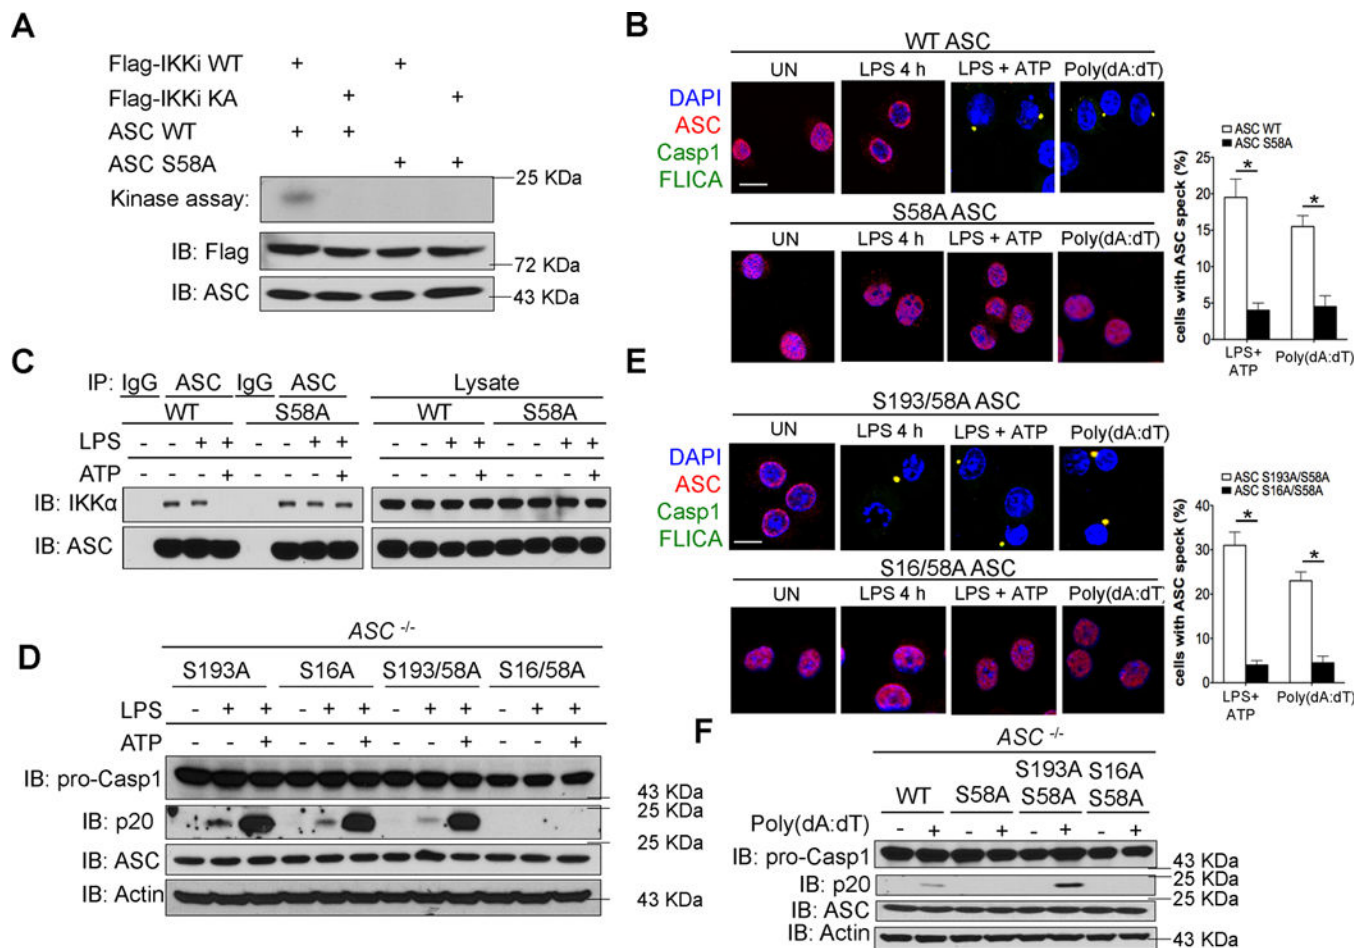 A
Flag-IKKi WT + +
Flag-IKKi KA + +
ASC WT + +
ASC S58A + +
25 KDa
Kinase assay:
IB: Flag
72 KDa
IB: ASC
43 KDa
B
WT ASC
UN LPS 4 h LPS + ATP Poly(dA:dT)
DAPI
ASC
Casp1
FLICA
S58A ASC
UN LPS 4 h LPS + ATP Poly(dA:dT)
ASC WT
ASC S58A
cells with ASC speck (%)
25
20
15
10
5
0
* *
LPS+
ATP
Poly(dA:dT)
C
IP: IgG ASC IgG ASC Lysate
WT S58A WT S58A
LPS - - + + - - + + - - + + - - + +
ATP - - - + - - - + - - - + - - - +
IB: IKKα
IB: ASC
D
ASC -/-
S193A S16A S193/58A S16/58A
LPS - + + - + + - + + - + +
ATP - - + - - + - - + - - +
IB: pro-Casp1
43 KDa
25 KDa
IB: p20
25 KDa
IB: ASC
IB: Actin
43 KDa
E
S193/58A ASC
UN LPS 4 h LPS + ATP Poly(dA:dT)
DAPI
ASC
Casp1
FLICA
S16/58A ASC
UN LPS 4 h LPS + ATP Poly(dA:dT)
ASC S193A/S58A
ASC S16A/S58A
cells with ASC speck (%)
40
30
20
10
0
* *
LPS+
ATP
Poly(dA:dT)
F
ASC -/-
S193A S16A
WT S58A S58A S58A
Poly(dA:dT) - + - + - + - +
IB: pro-Casp1
43 KDa
25 KDa
IB: p20
25 KDa
IB: ASC
IB: Actin
43 KDa